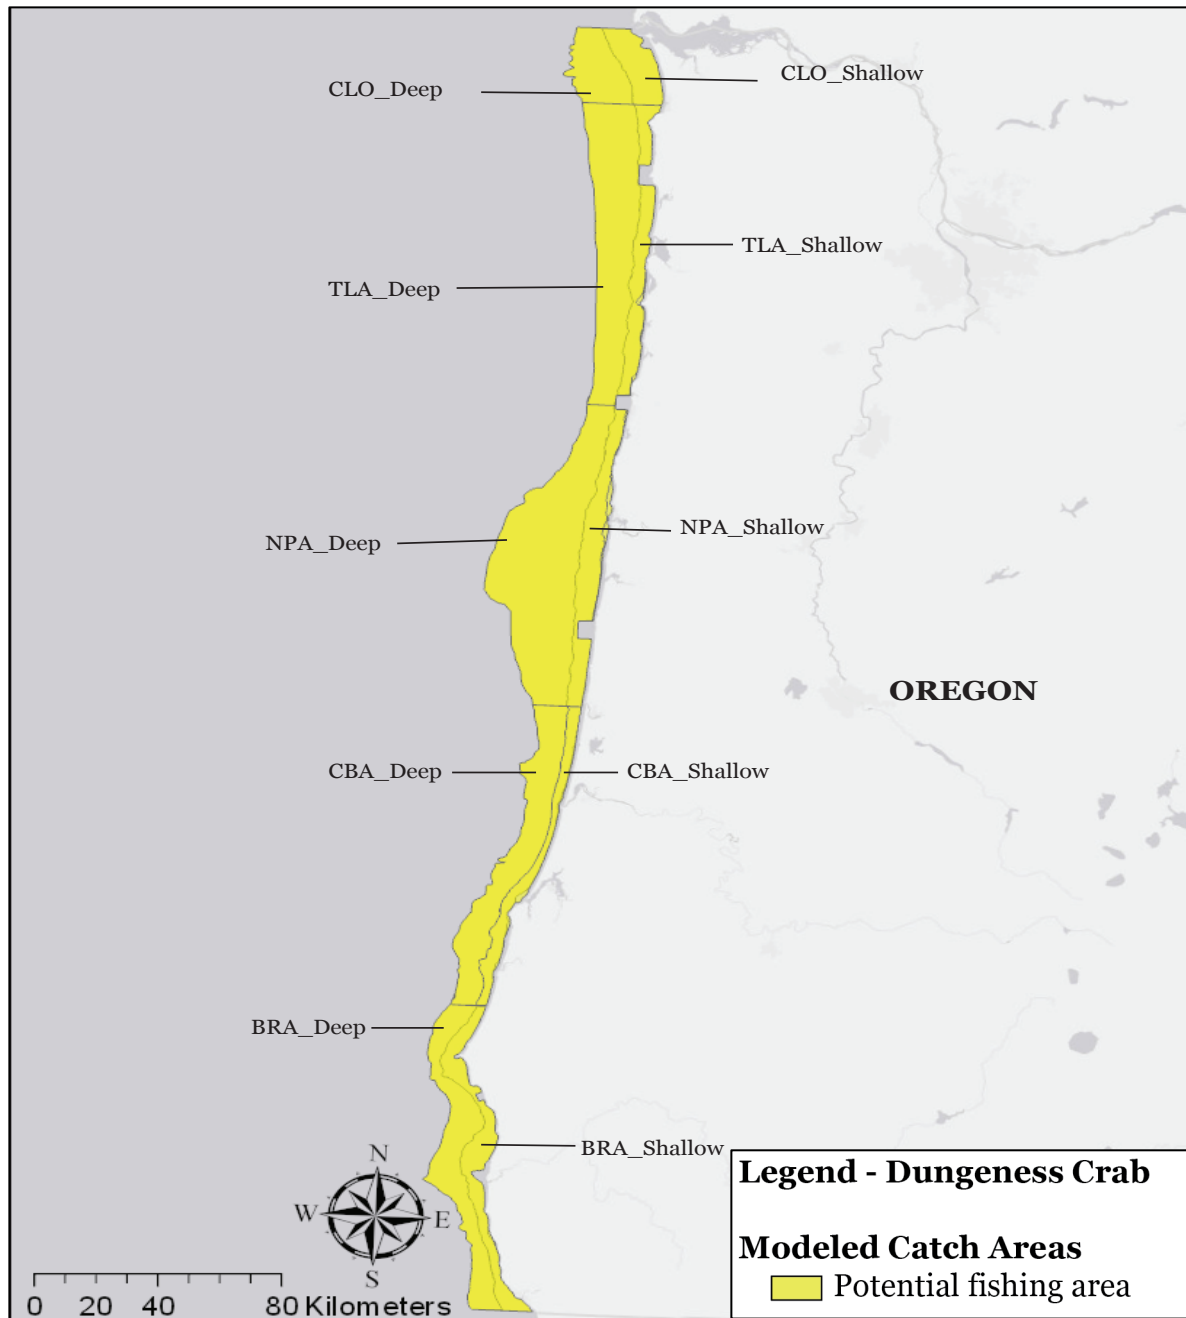 CLO_Shallow
CLO_Deep
TLA_Shallow
TLA_Deep
NPA_Shallow
NPA_Deep
OREGON
CBA_Deep
CBA_Shallow
BRA_Deep
BRA_Shallow
N
W E
S
0 20 40 80 Kilometers
Legend - Dungeness Crab
Modeled Catch Areas
Potential fishing area